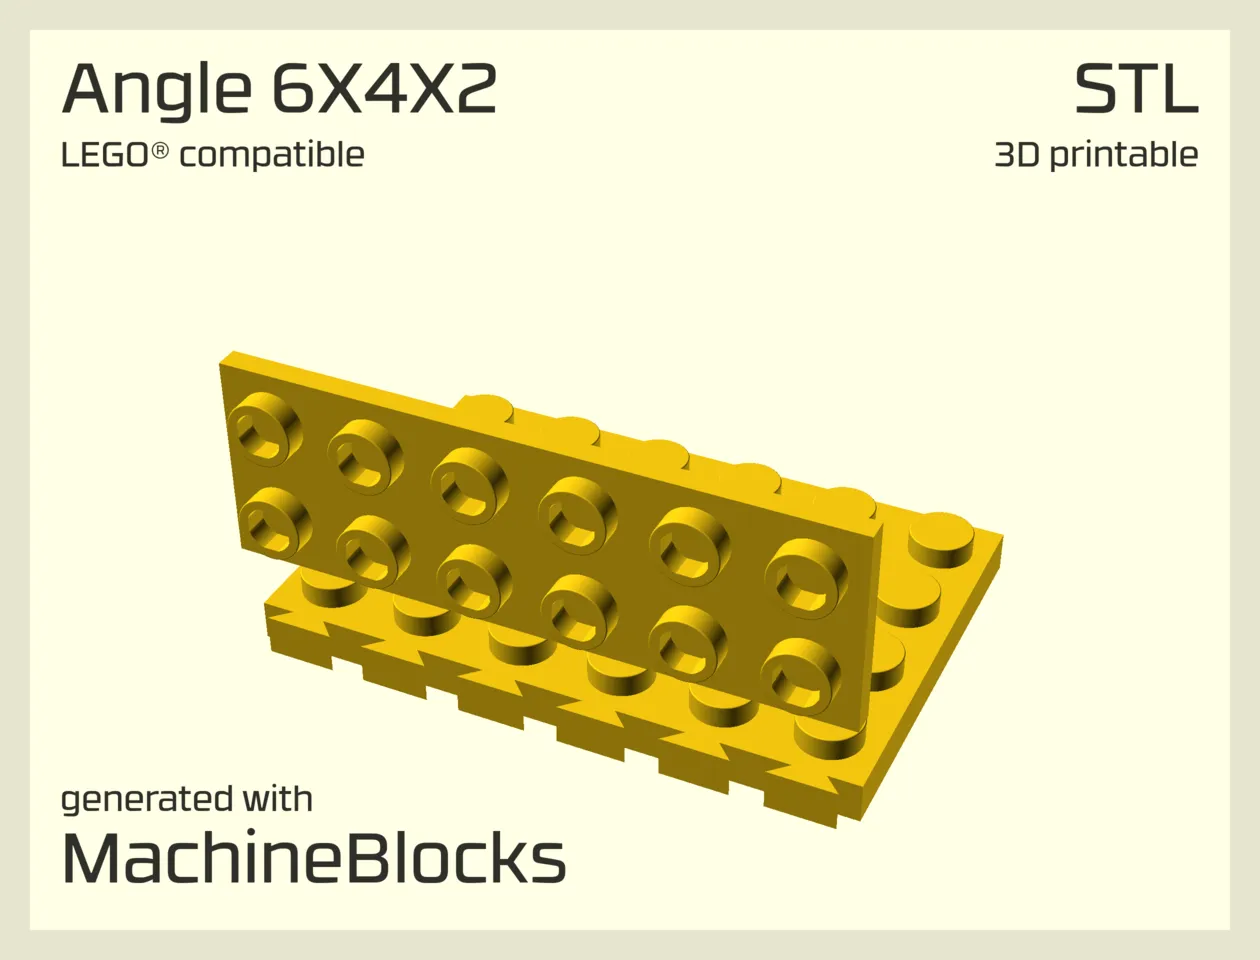 Angle 6X4X2
LEGO® compatible
STL
3D printable
generated with
MachineBlocks